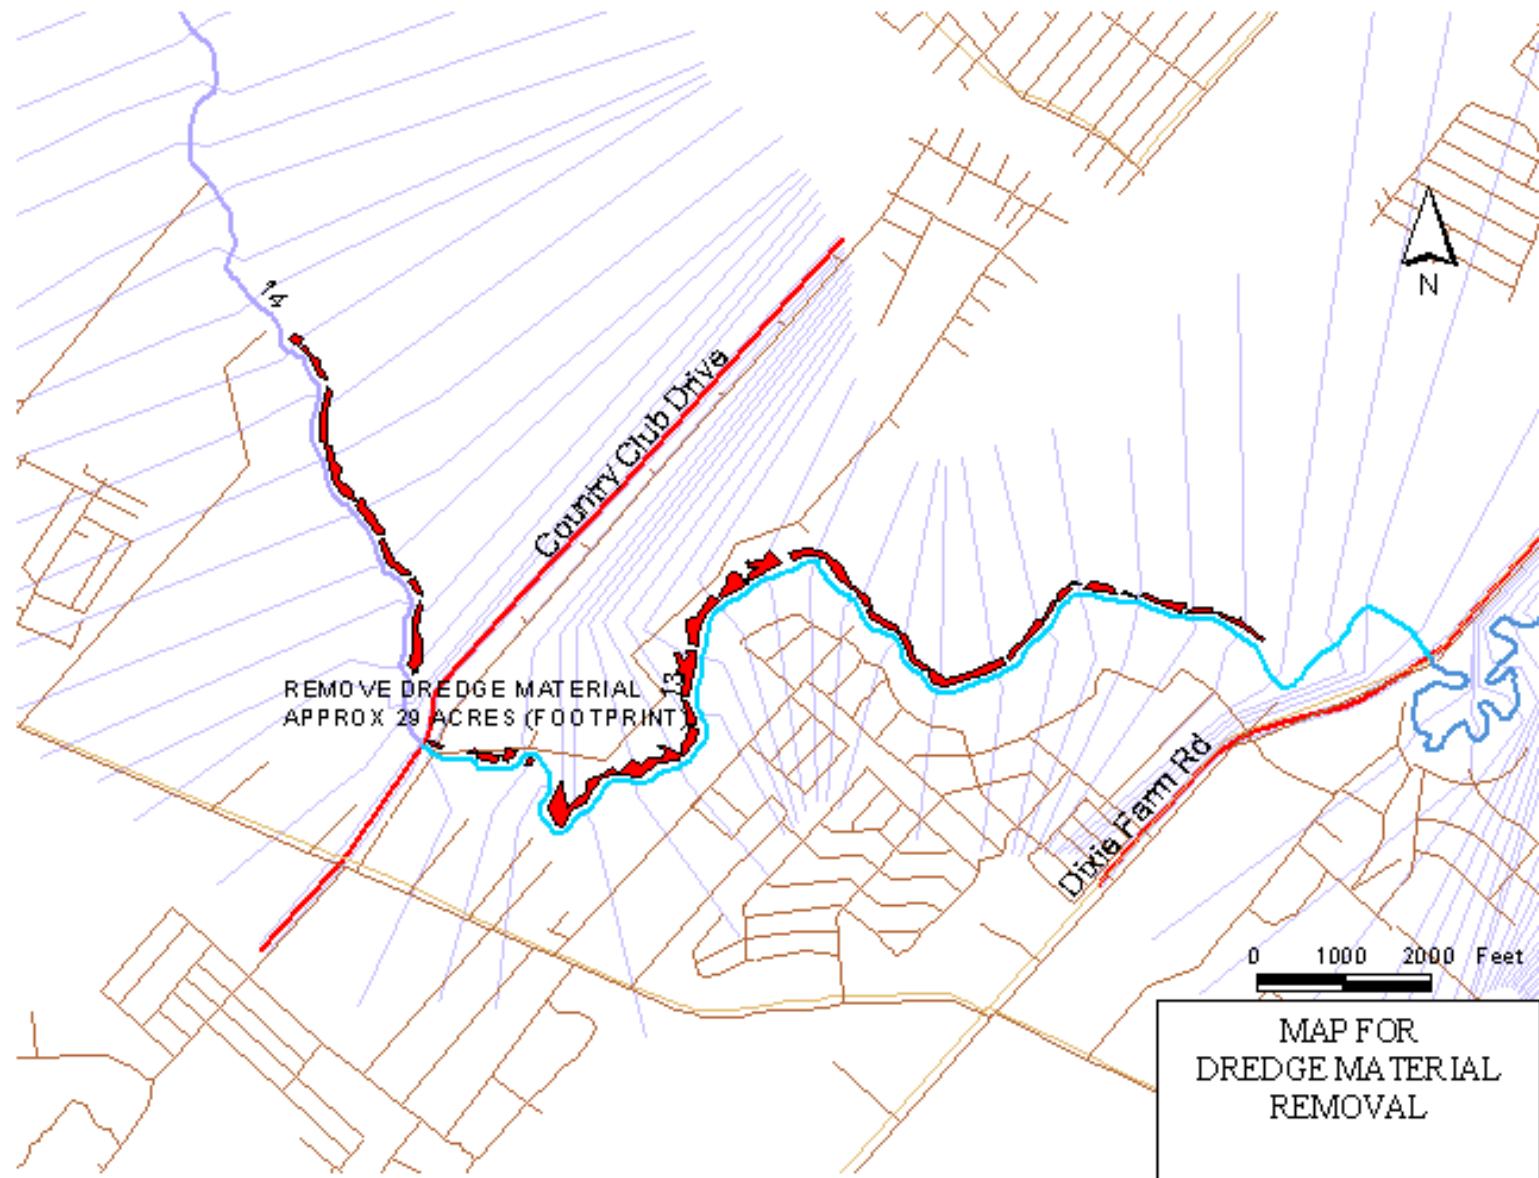 14
N
Country Club Drive
REMOVE DREDGE MATERIAL
APPROX 29 ACRES (FOOTPRINT)
13
Dixie Farm Rd
0 1000 2000 Feet
MAP FOR
DREDGE MATERIAL
REMOVAL